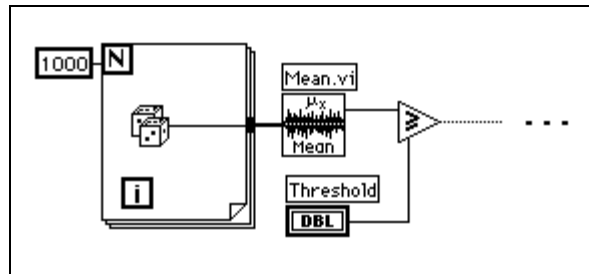 1000
N
Mean.vi
μx
Mean
≥
i
Threshold
DBL